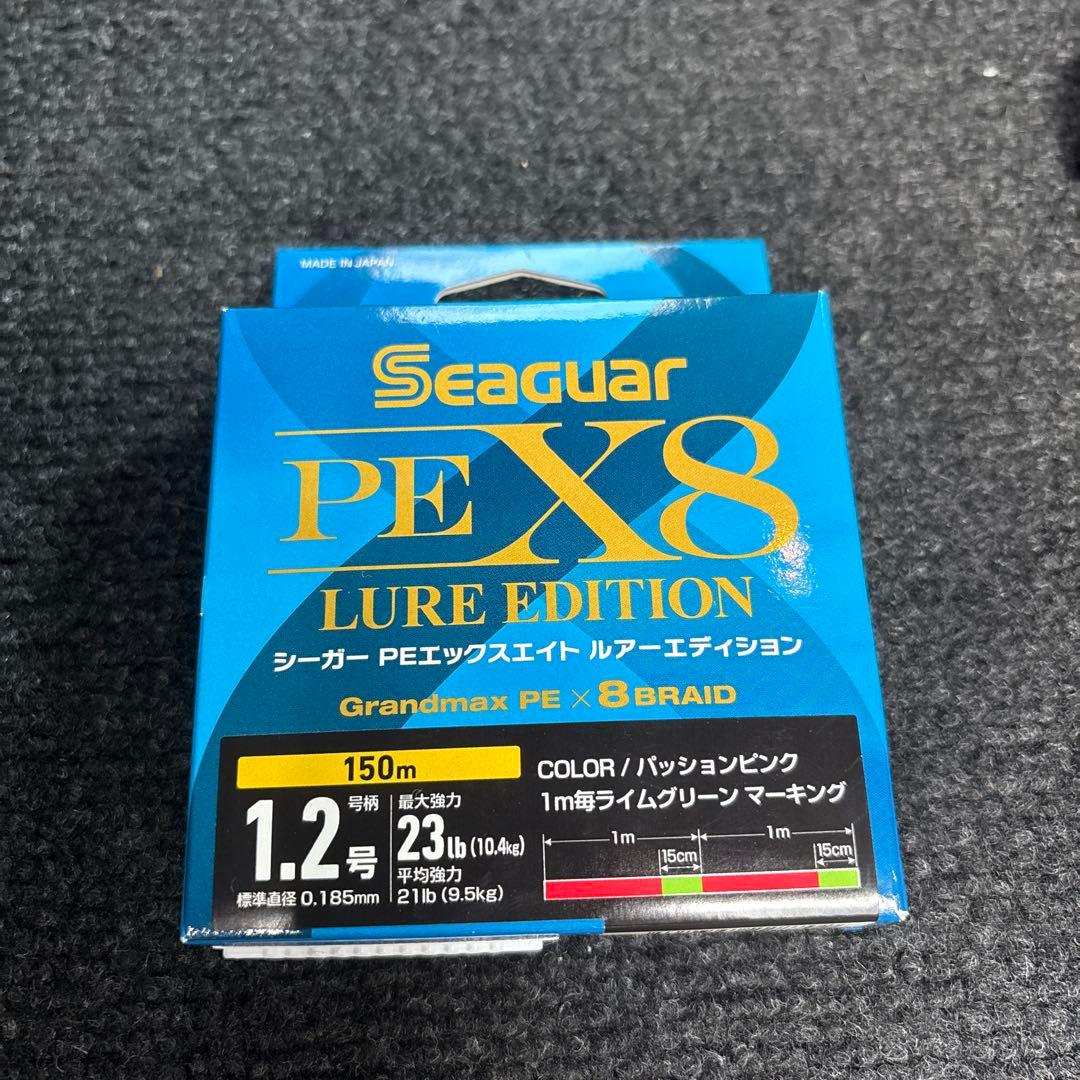 MADE IN JAPAN
SEAGUAR
PE X8
LURE EDITION
シーガー PEエックスエイト ルアーエディション
Grandmax PE × 8 BRAID
150m
1.2号
号柄
標準直径 0.185mm
最大強力
23lb (10.4kg)
平均強力
21lb (9.5kg)
COLOR / パッションピンク
1m毎ライムグリーン マーキング
1m 1m
15cm 15cm